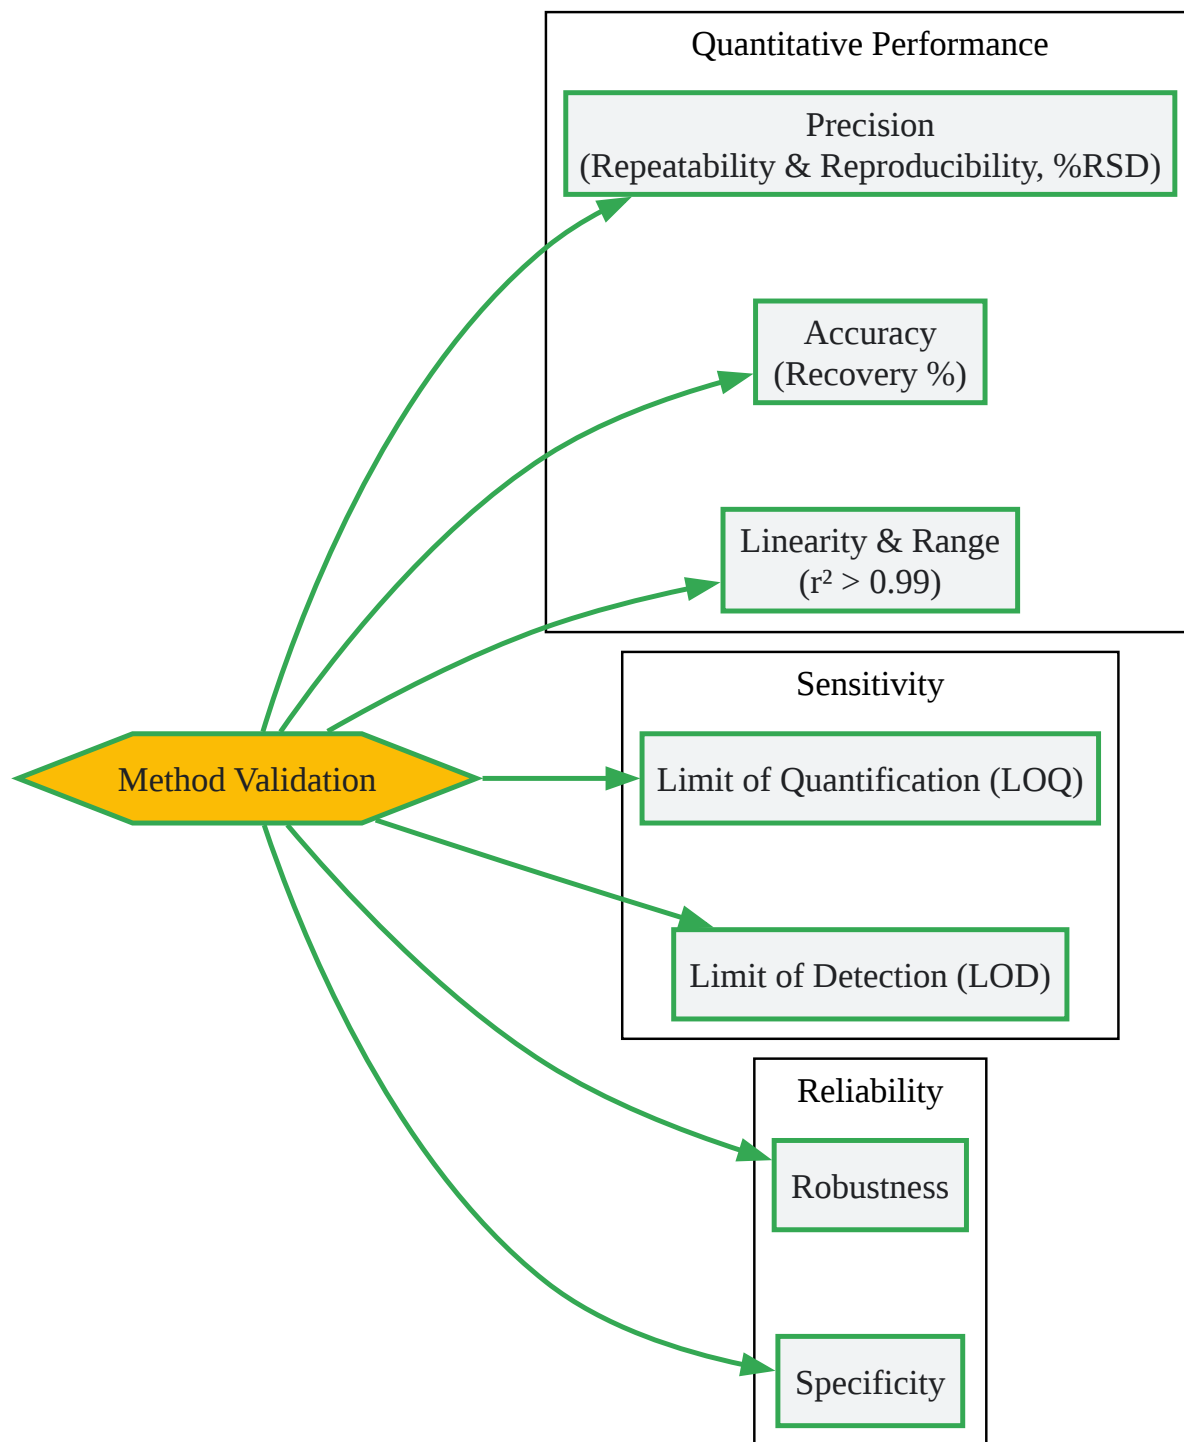 Quantitative Performance
Precision
(Repeatability & Reproducibility, %RSD)
Accuracy
(Recovery %)
Linearity & Range
(r² > 0.99)
Sensitivity
Method Validation
Limit of Quantification (LOQ)
Limit of Detection (LOD)
Reliability
Robustness
Specificity